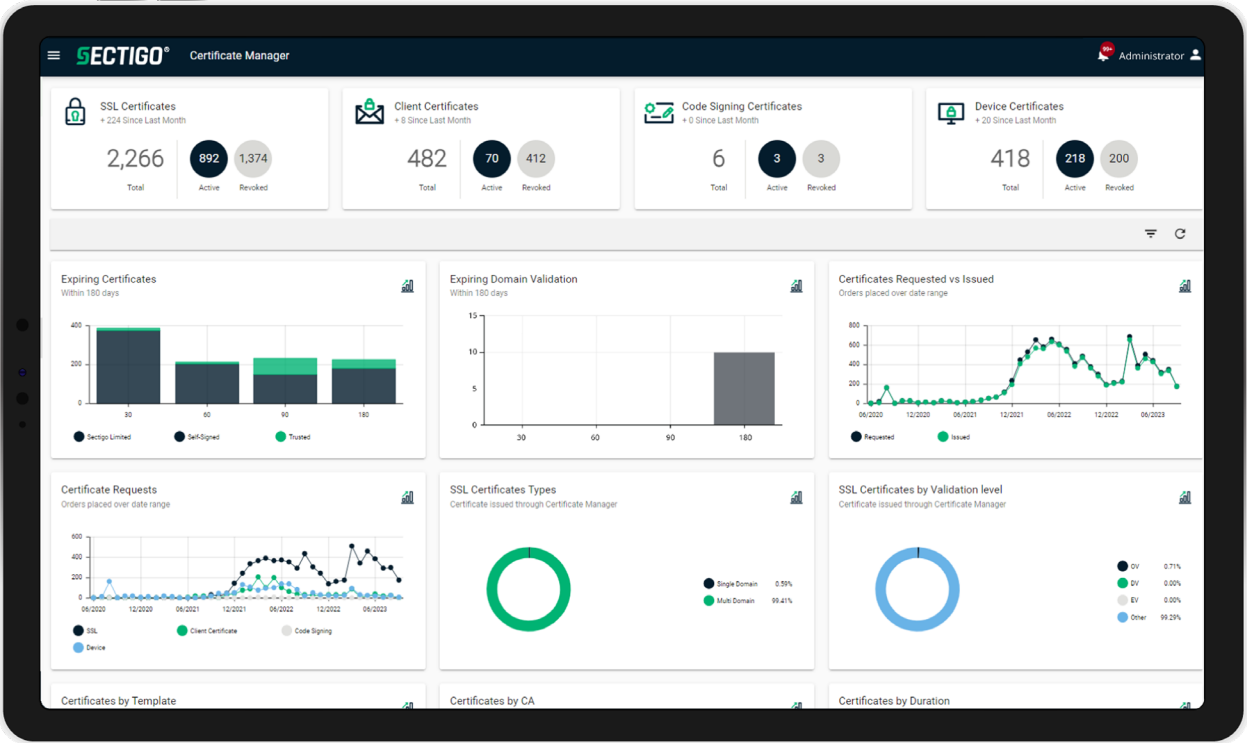 SECTIGO® Certificate Manager 99+ Administrator
SSL Certificates
+ 224 Since Last Month
2,266 892 1,374
Total Active Revoked
Client Certificates
+ 8 Since Last Month
482 70 412
Total Active Revoked
Code Signing Certificates
+ 0 Since Last Month
6 3 3
Total Active Revoked
Device Certificates
+ 20 Since Last Month
418 218 200
Total Active Revoked
Expiring Certificates
Within 180 days
400
200
0
30 60 90 180
Sectigo Limited Self-Signed Trusted
Expiring Domain Validation
Within 180 days
15
10
5
0
30 60 90 180
Certificates Requested vs Issued
Orders placed over date range
800
600
400
200
0
06/2020 12/2020 06/2021 12/2021 06/2022 12/2022 06/2023
Requested Issued
Certificate Requests
Orders placed over date range
600
400
200
0
06/2020 12/2020 06/2021 12/2021 06/2022 12/2022 06/2023
SSL Client Certificate Code Signing
Device
SSL Certificates Types
Certificate issued through Certificate Manager
Single Domain 0.59%
Multi Domain 99.41%
SSL Certificates by Validation level
Certificate issued through Certificate Manager
OV 0.71%
DV 0.00%
EV 0.00%
Other 99.29%
Certificates by Template
Certificates by CA
Certificates by Duration